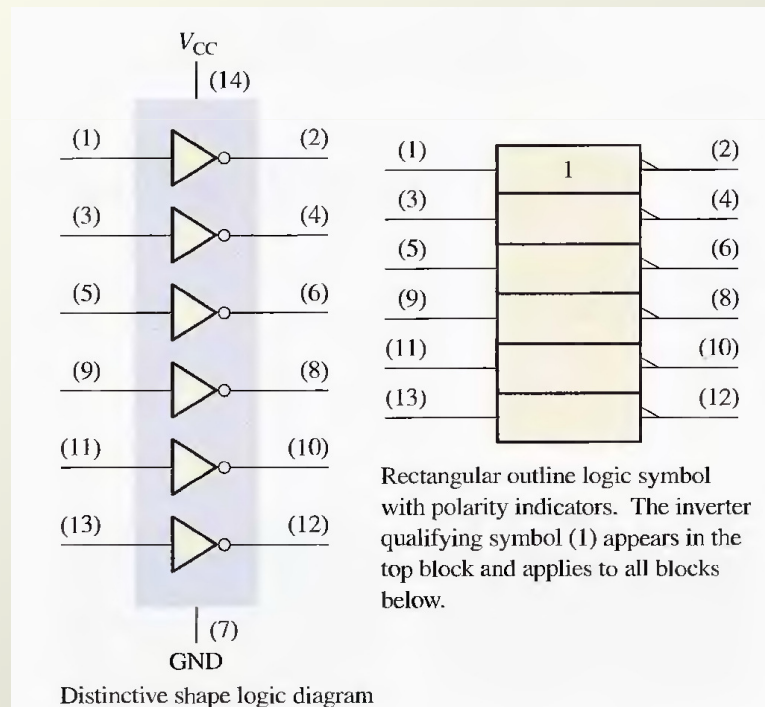 VCC
(14)
(1) (2)
(3) (4)
(5) (6)
(9) (8)
(11) (10)
(13) (12)
(7)
GND
Distinctive shape logic diagram
(1) 1 (2)
(3) (4)
(5) (6)
(9) (8)
(11) (10)
(13) (12)
Rectangular outline logic symbol
with polarity indicators. The inverter
qualifying symbol (1) appears in the
top block and applies to all blocks
below.